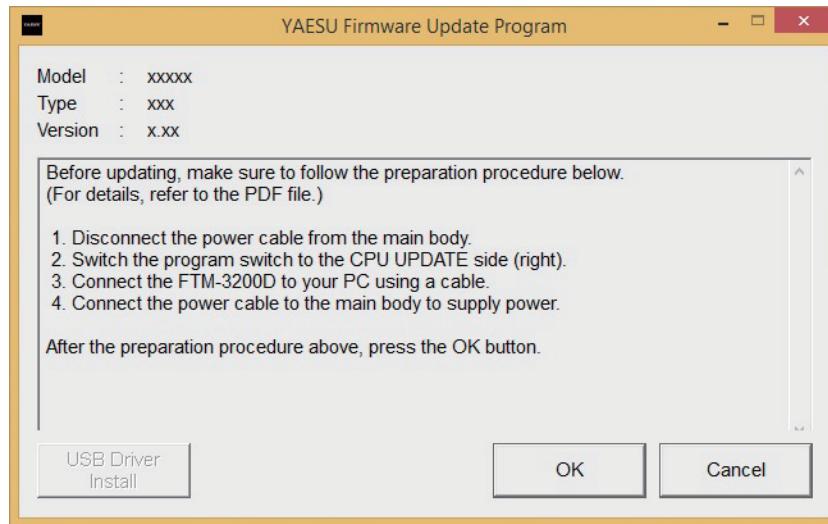 YAESU Firmware Update Program
Model : xxxxx
Type : xxx
Version : x.xx
Before updating, make sure to follow the preparation procedure below.
(For details, refer to the PDF file.)
1. Disconnect the power cable from the main body.
2. Switch the program switch to the CPU UPDATE side (right).
3. Connect the FTM-3200D to your PC using a cable.
4. Connect the power cable to the main body to supply power.
After the preparation procedure above, press the OK button.
USB Driver
Install
OK
Cancel